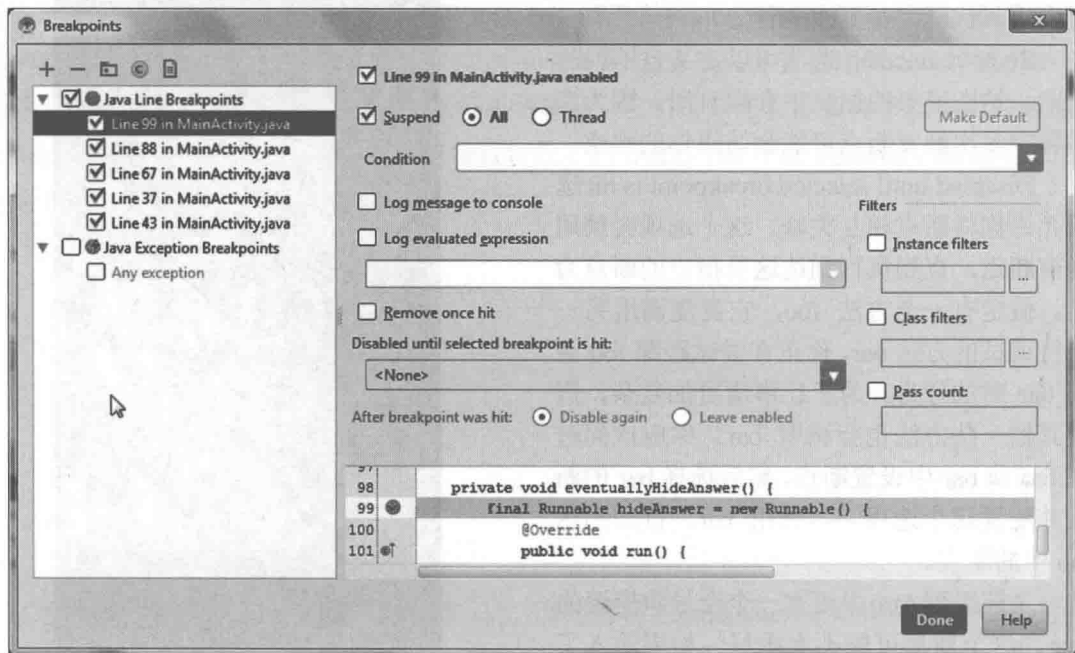 Breakpoints
Java Line Breakpoints
Line 99 in MainActivity.java
Line 88 in MainActivity.java
Line 67 in MainActivity.java
Line 37 in MainActivity.java
Line 43 in MainActivity.java
Java Exception Breakpoints
Any exception
Line 99 in MainActivity.java enabled
Suspend All Thread Make Default
Condition
Log message to console
Log evaluated expression
Remove once hit
Disabled until selected breakpoint is hit:
<None>
After breakpoint was hit: Disable again Leave enabled
Filters
Instance filters
...
Class filters
Pass count:
97
98 private void eventuallyHideAnswer() {
99 final Runnable hideAnswer = new Runnable() {
100 @Override
101 public void run() {
Done Help